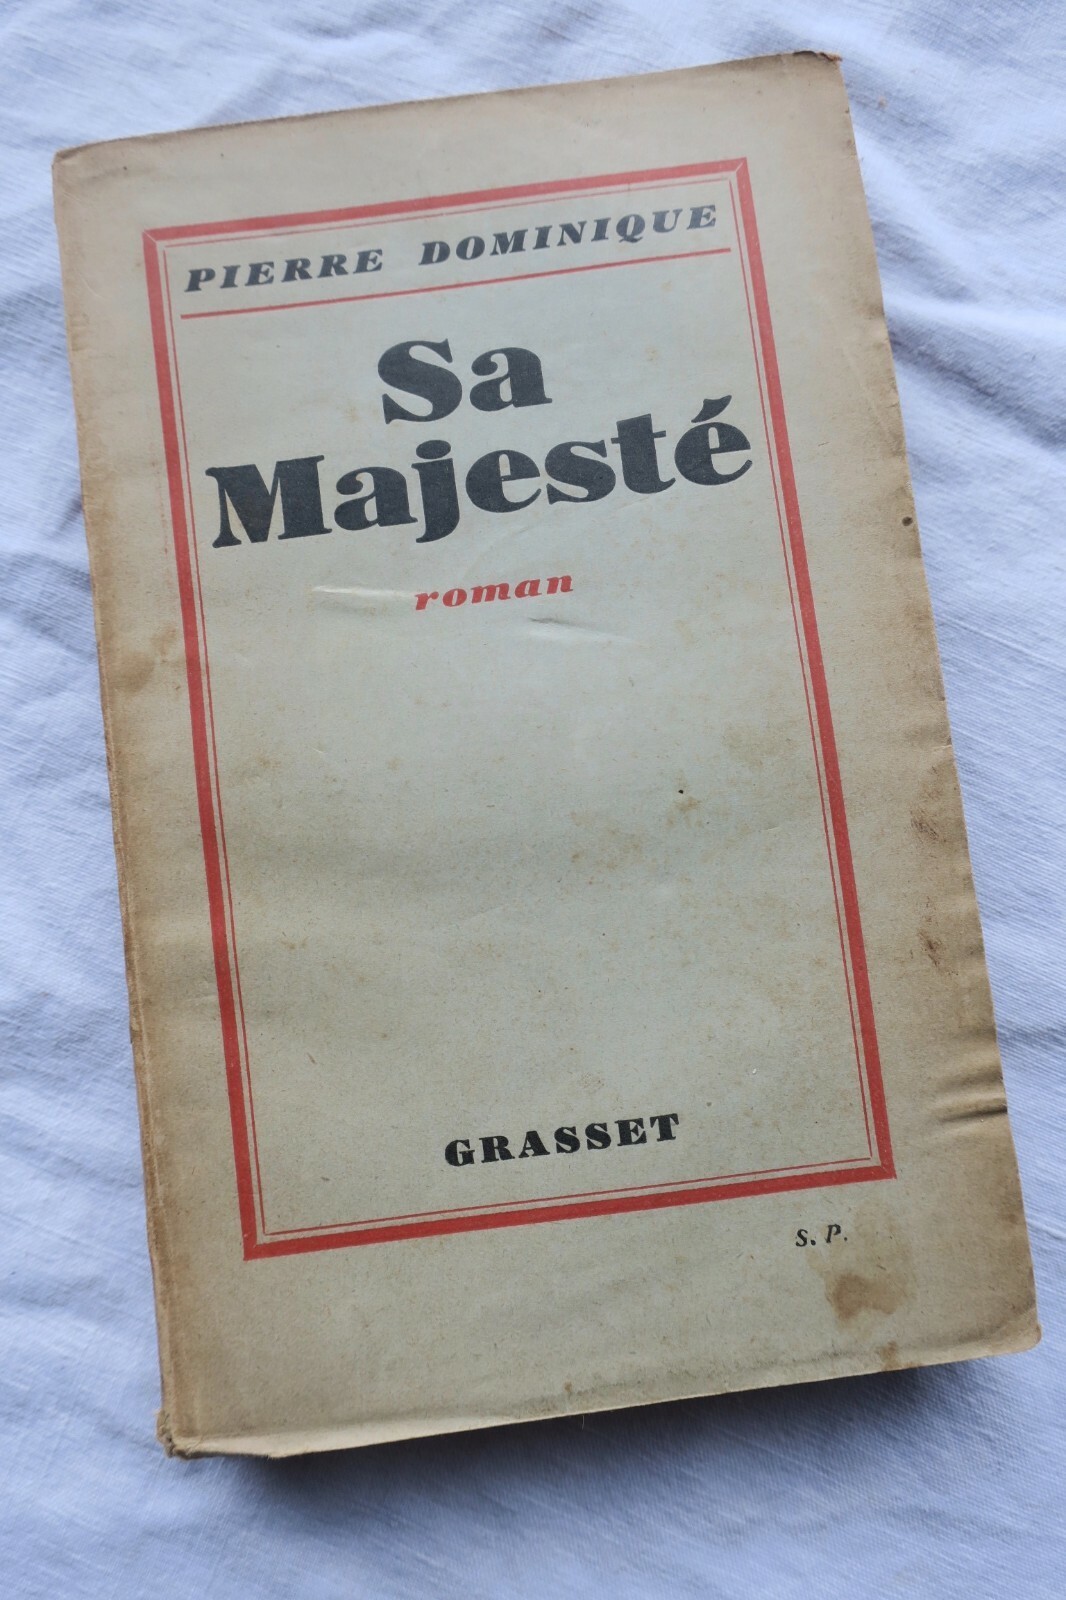 PIERRE DOMINIQUE
Sa
Majesté
roman
GRASSET
S. P.